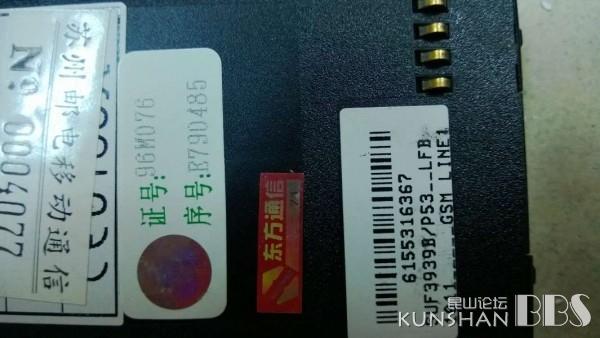 苏州邮电移动通信
Nº 0004077
证号:96M076
序号:B790485
东方通信
6155316367
SUF3939B/P53__LFB
GSM LINE1
昆山论坛
KUNSHAN BBS